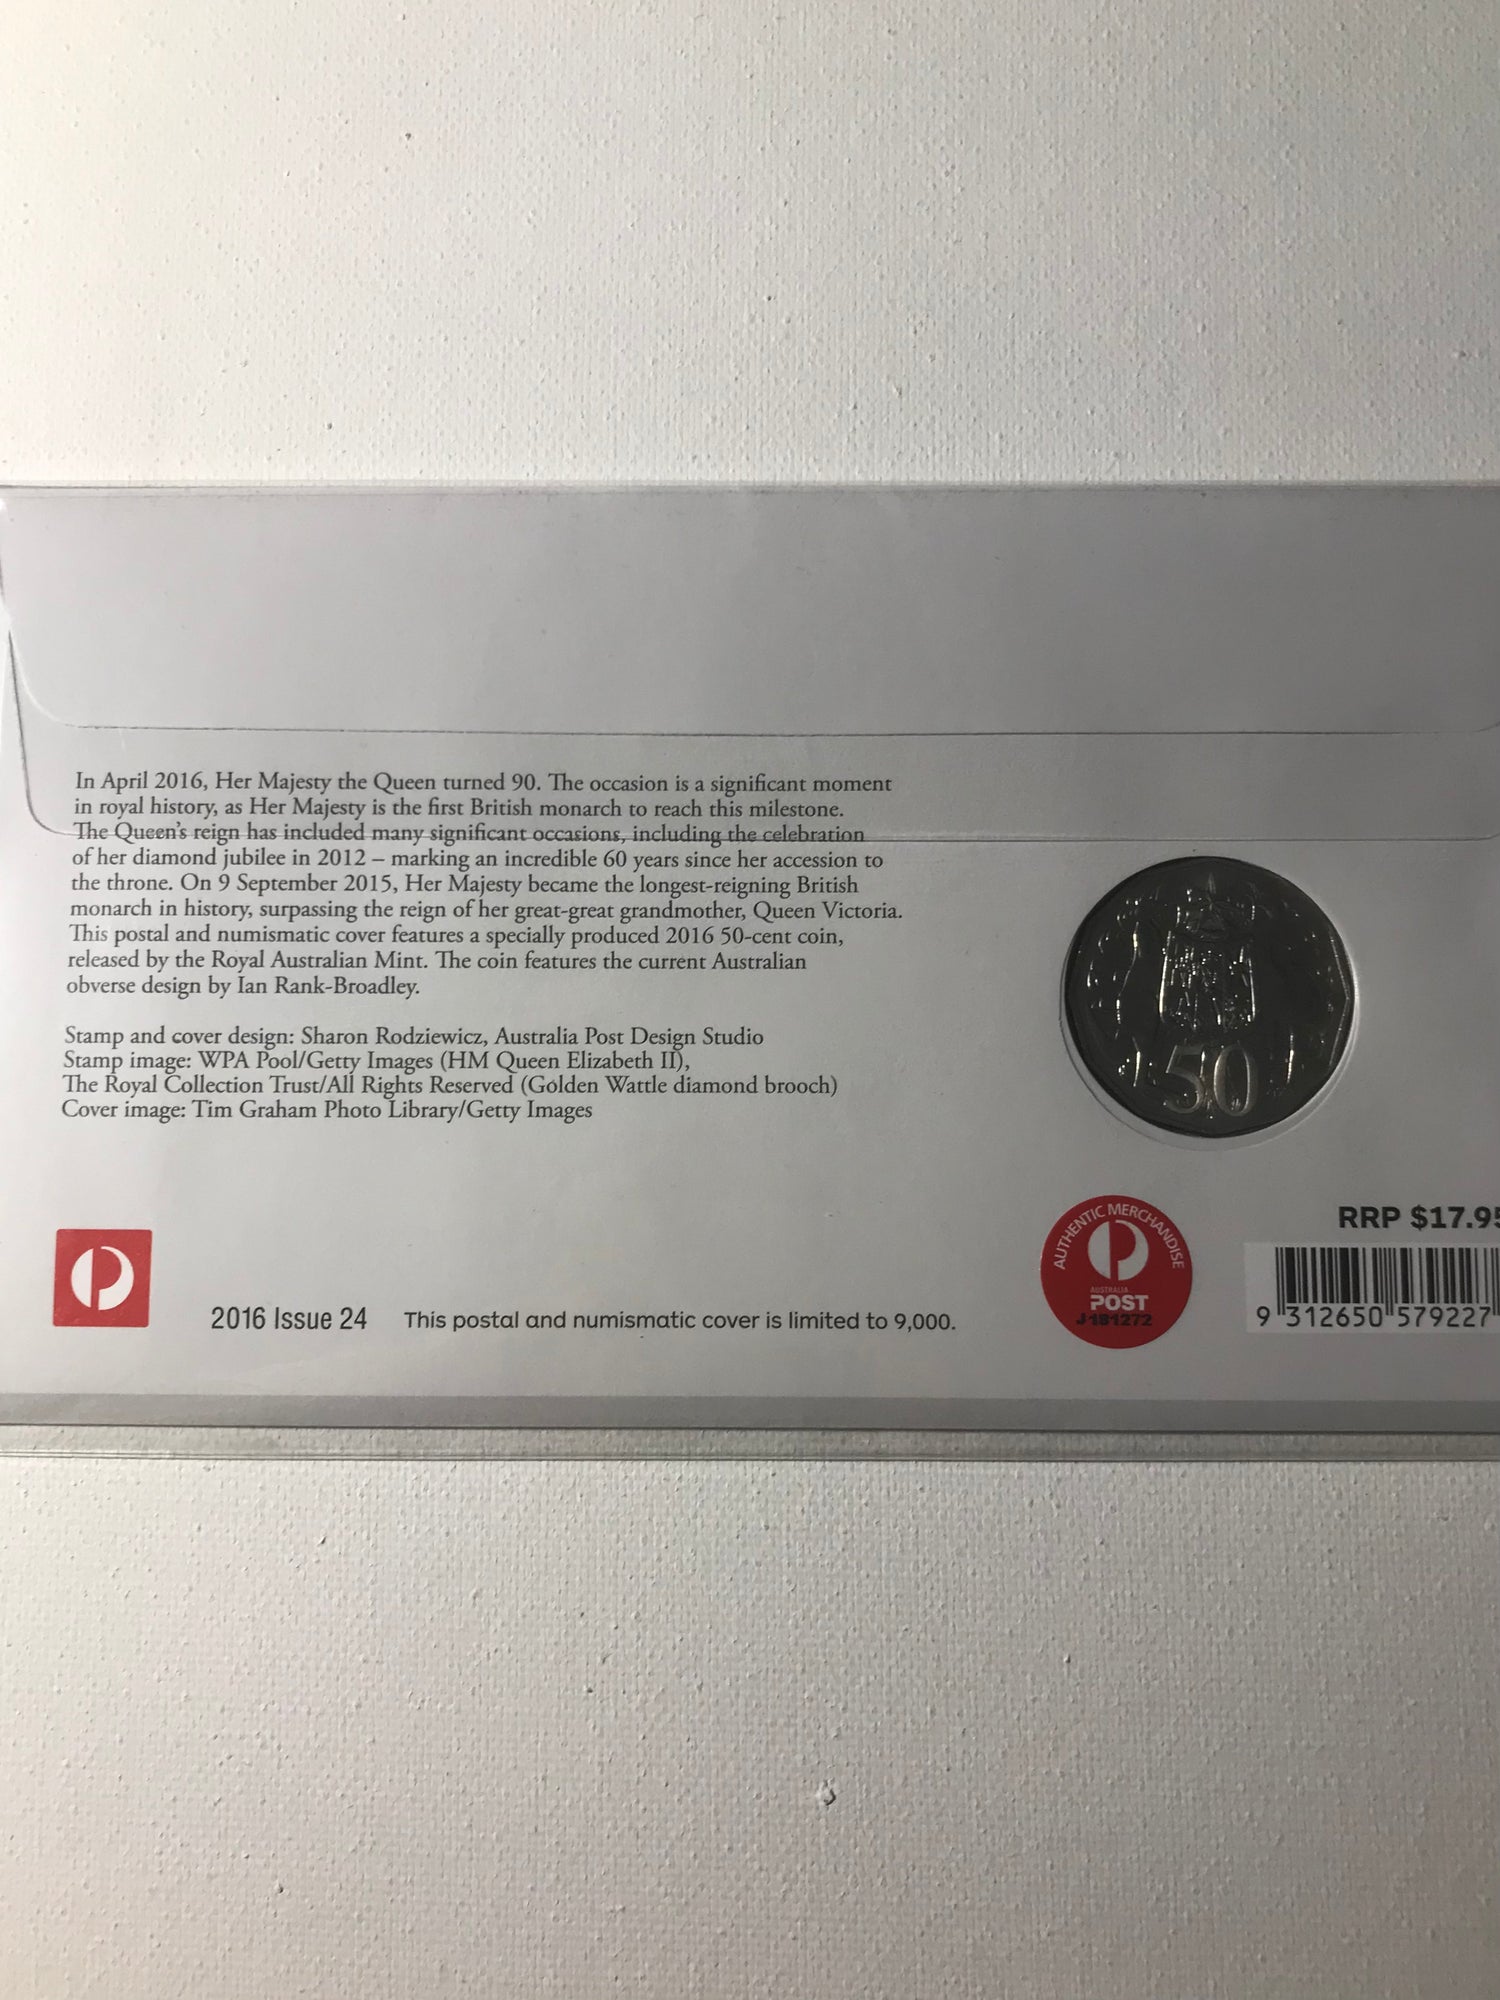 In April 2016, Her Majesty the Queen turned 90. The occasion is a significant moment
in royal history, as Her Majesty is the first British monarch to reach this milestone.
The Queen's reign has included many significant occasions, including the celebration
of her diamond jubilee in 2012 – marking an incredible 60 years since her accession to
the throne. On 9 September 2015, Her Majesty became the longest-reigning British
monarch in history, surpassing the reign of her great-great grandmother, Queen Victoria.
This postal and numismatic cover features a specially produced 2016 50-cent coin,
released by the Royal Australian Mint. The coin features the current Australian
obverse design by Ian Rank-Broadley.
Stamp and cover design: Sharon Rodziewicz, Australia Post Design Studio
Stamp image: WPA Pool/Getty Images (HM Queen Elizabeth II),
The Royal Collection Trust/All Rights Reserved (Golden Wattle diamond brooch)
Cover image: Tim Graham Photo Library/Getty Images
50
2016 Issue 24
This postal and numismatic cover is limited to 9,000.
AUTHENTIC MERCHANDISE
AUSTRALIA
POST
J181272
RRP $17.95
9 312650 579227